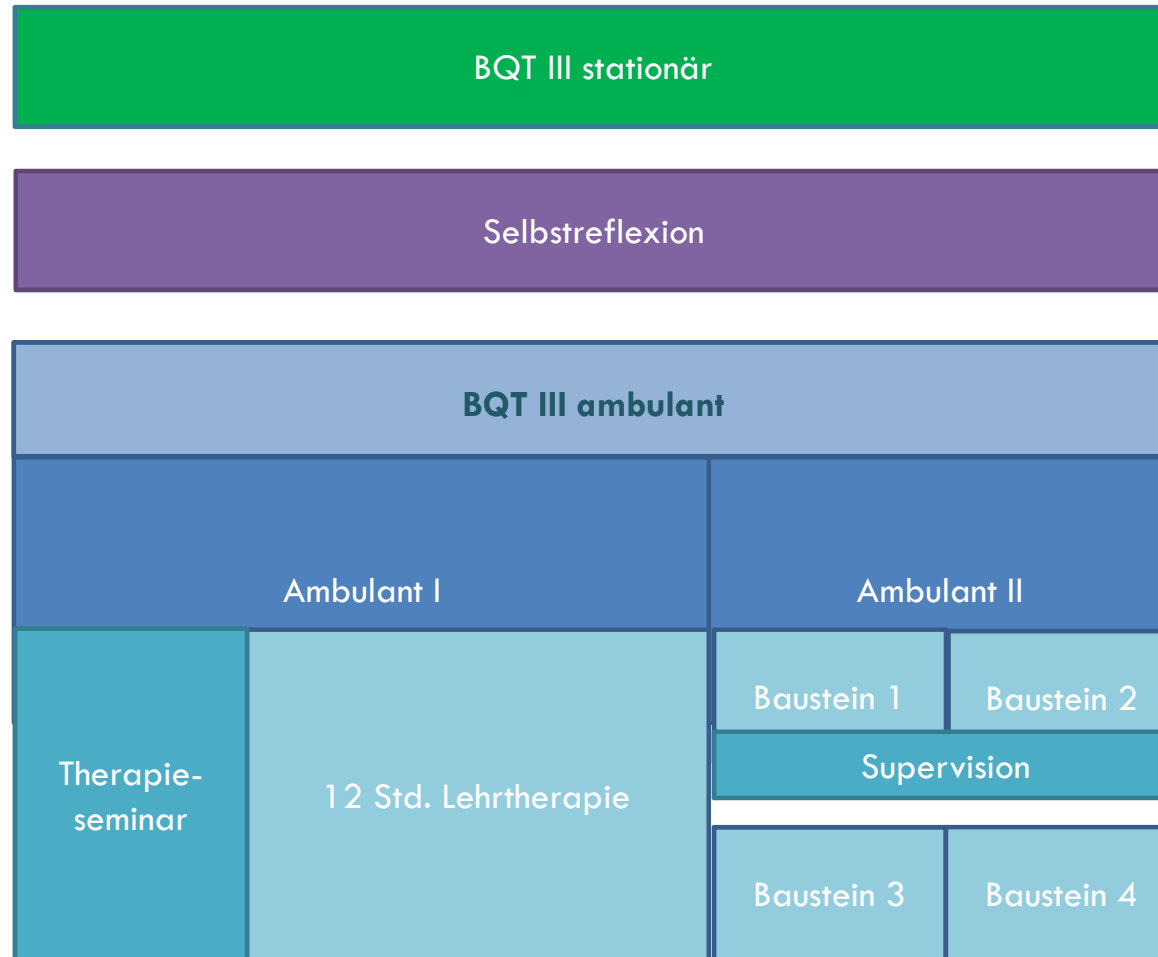 BQT III stationär
Selbstreflexion
BQT III ambulant
Ambulant I
Ambulant II
Therapie-
seminar
12 Std. Lehrtherapie
Baustein 1
Baustein 2
Supervision
Baustein 3
Baustein 4